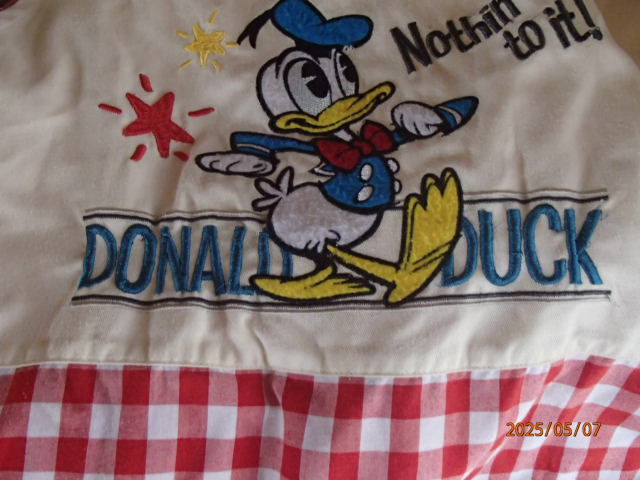 Nothin
to it!
DONALD DUCK
2025/05/07